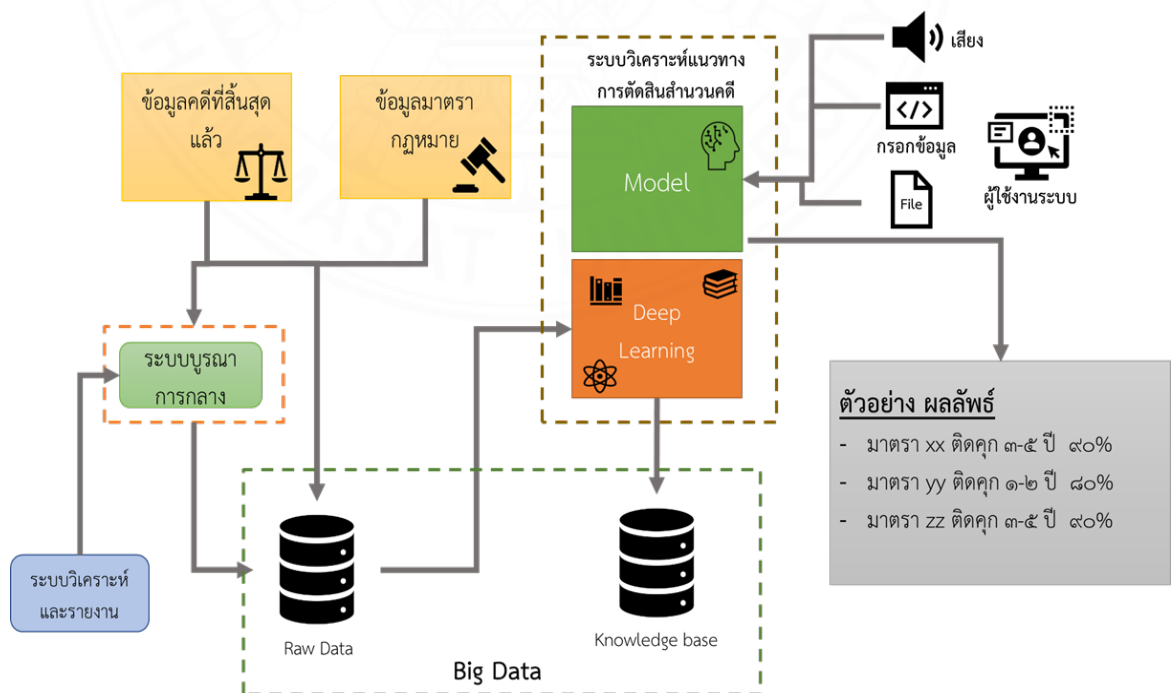 ข้อมูลคดีที่สิ้นสุด
แล้ว
ข้อมูลมาตรา
กฎหมาย
ระบบวิเคราะห์แนวทาง
การตัดสินสำนวนคดี
Model
Deep
Learning
เสียง
กรอกข้อมูล
File
ผู้ใช้งานระบบ
ระบบบูรณา
การกลาง
ระบบวิเคราะห์
และรายงาน
Raw Data
Knowledge base
Big Data
ตัวอย่าง ผลลัพธ์
- มาตรา xx ติดคุก ๓-๕ ปี ๙๐%
- มาตรา yy ติดคุก ๑-๒ ปี ๘๐%
- มาตรา zz ติดคุก ๓-๕ ปี ๙๐%